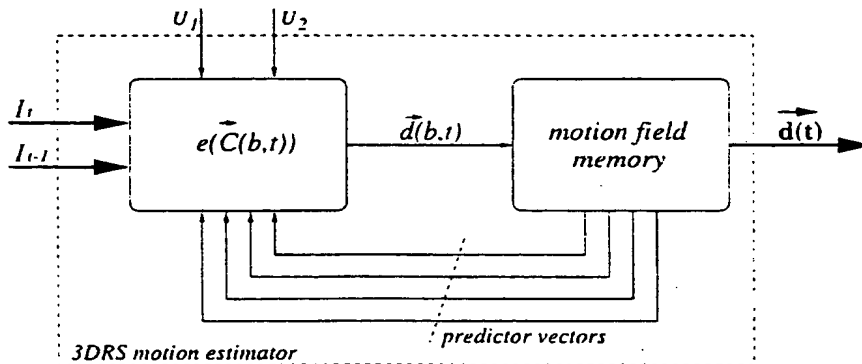 U1 U2
It
It-1
e(C(b,t))
d(b,t)
motion field
memory
d(t)
predictor vectors
3DRS motion estimator